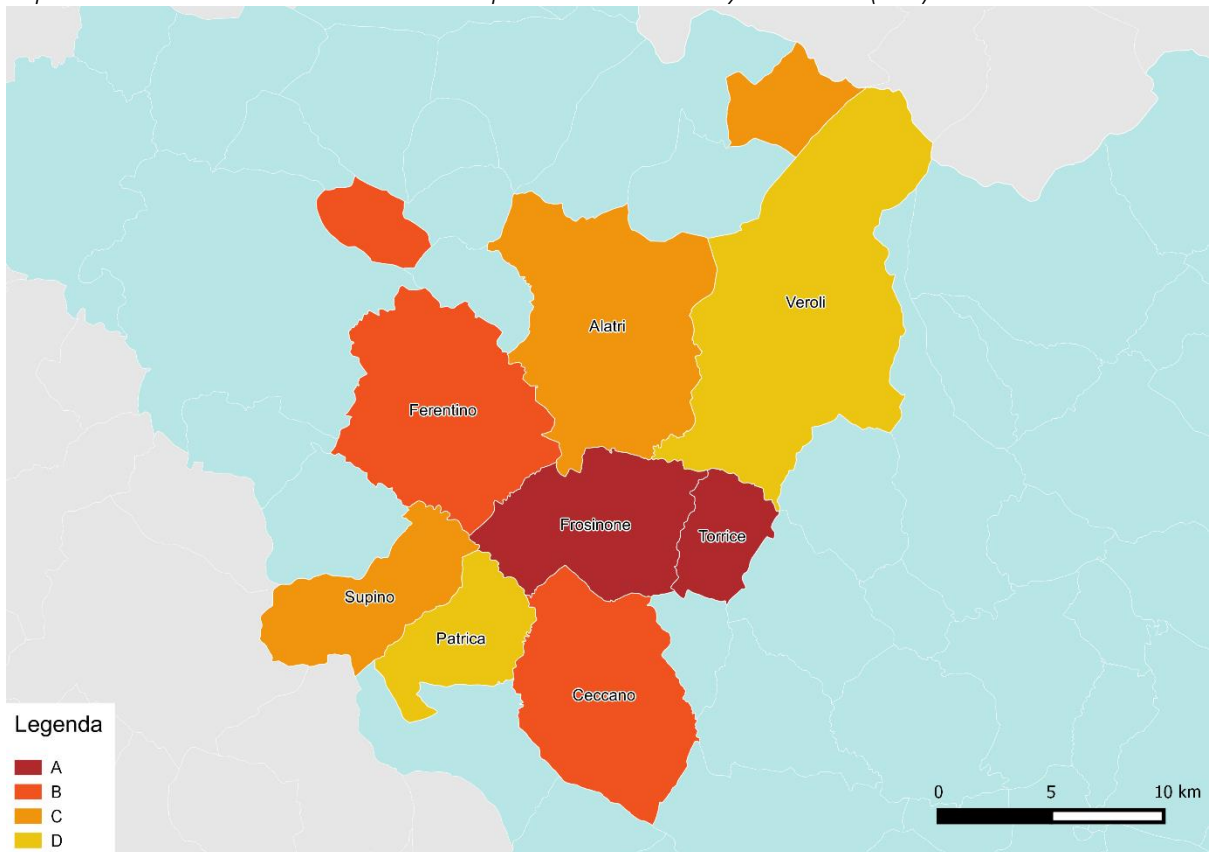 Veroli
Alatri
Ferentino
Frosinone
Torrice
Supino
Patrica
Ceccano
Legenda
A
B
C
D
0 5 10 km